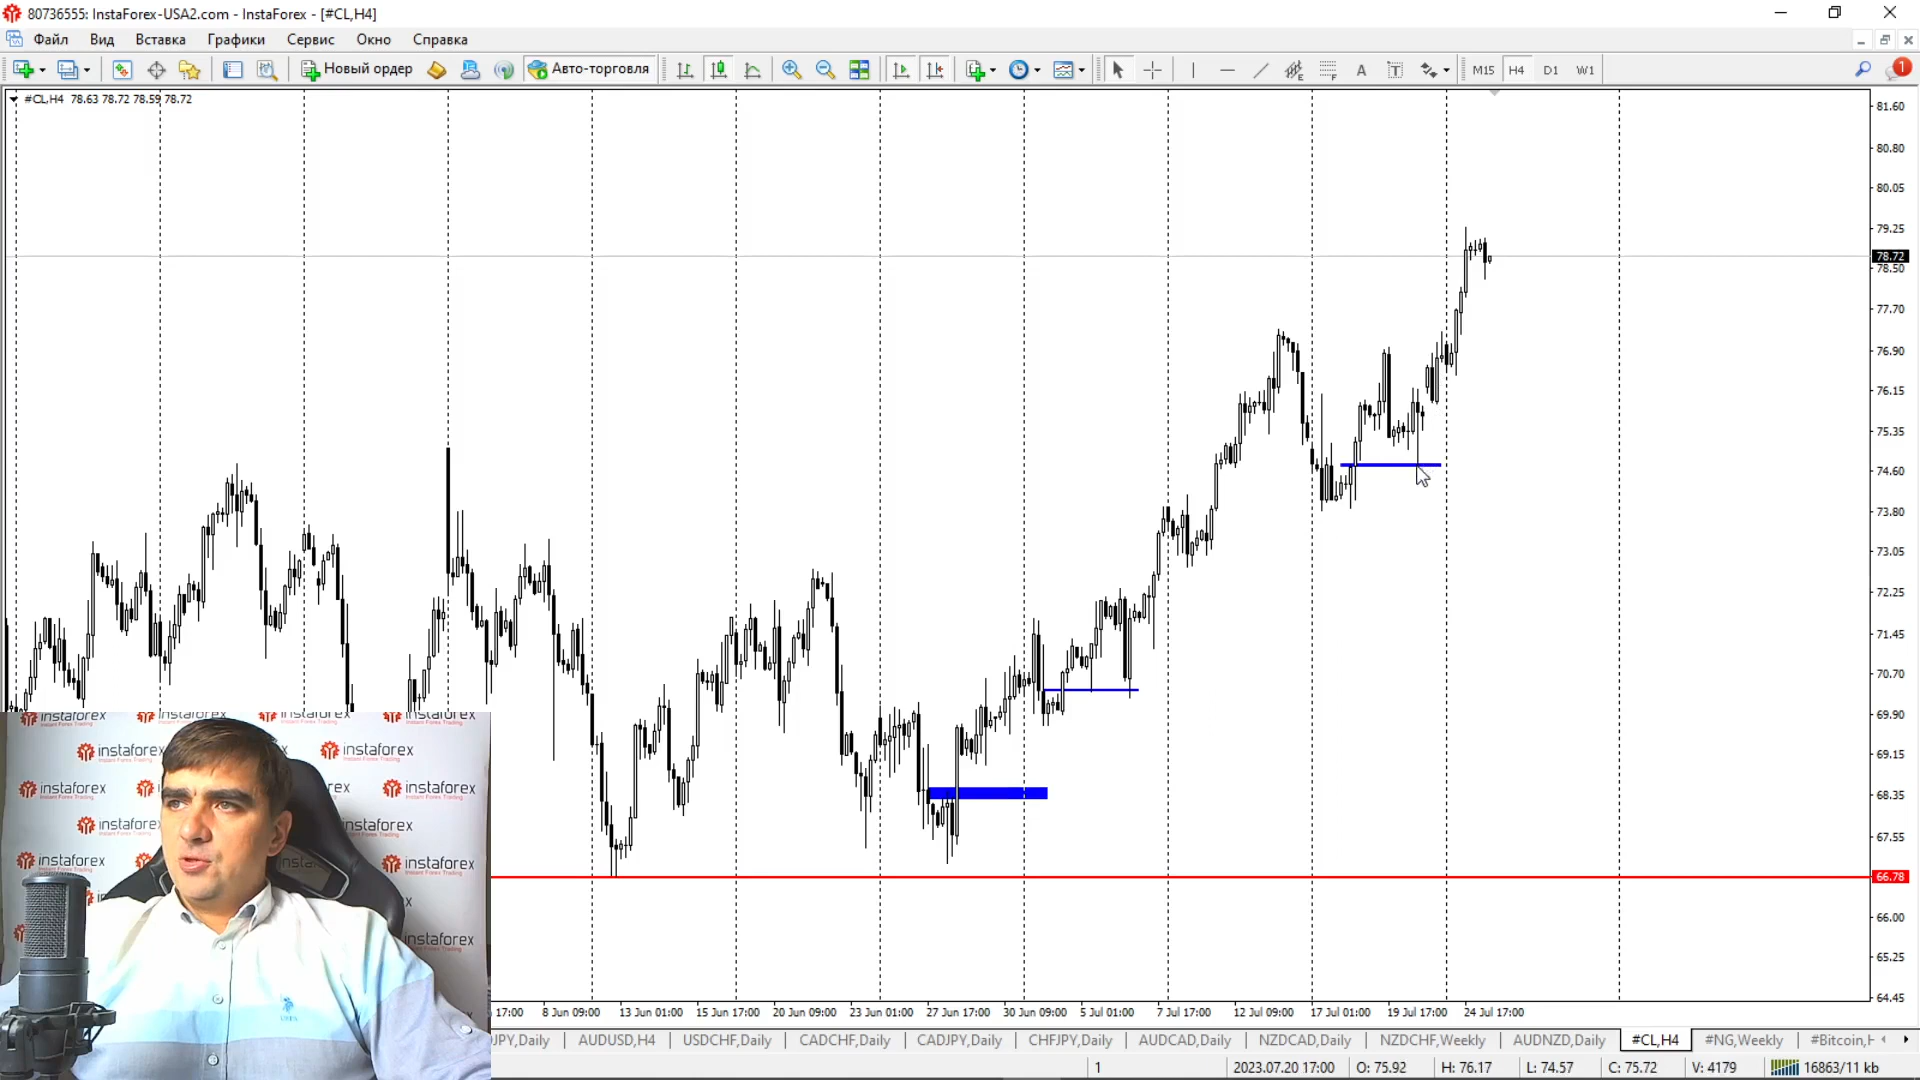 80736555: InstaForex-USA2.com - InstaForex - [#CL,H4]
Файл Вид Вставка Графики Сервис Окно Справка
Новый ордер Авто-торговля M15 H4 D1 W1 1
#CL,H4 78.63 78.72 78.59 78.72
81.60
80.80
80.05
79.25
78.72
78.50
77.70
76.90
76.15
75.35
74.60
73.80
73.05
72.25
71.45
70.70
69.90
69.15
68.35
67.55
66.78
66.00
65.25
64.45
instaforex
Instant Forex Trading
17:00 8 Jun 09:00 13 Jun 01:00 15 Jun 17:00 20 Jun 09:00 23 Jun 01:00 27 Jun 17:00 30 Jun 09:00 5 Jul 01:00 7 Jul 17:00 12 Jul 09:00 17 Jul 01:00 19 Jul 17:00 24 Jul 17:00
JPY,Daily AUDUSD,H4 USDCHF,Daily CADCHF,Daily CADJPY,Daily CHFJPY,Daily AUDCAD,Daily NZDCAD,Daily NZDCHF,Weekly AUDNZD,Daily #CL,H4 #NG,Weekly #Bitcoin,H
1 2023.07.20 17:00 O: 75.92 H: 76.17 L: 74.57 C: 75.72 V: 4179 16863/11 kb